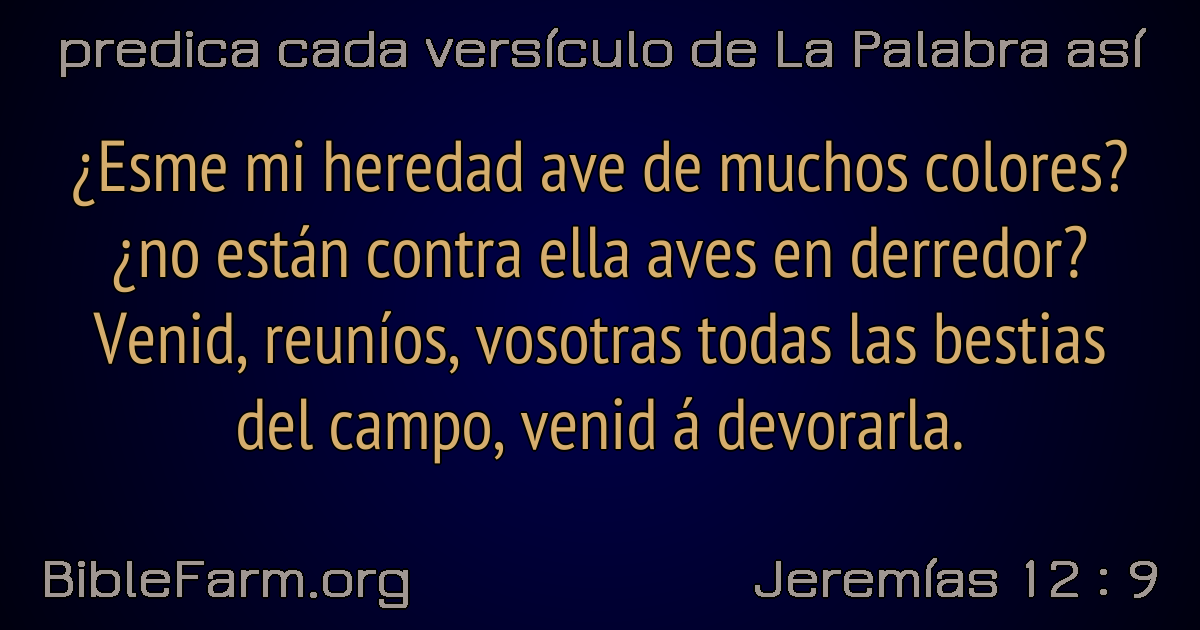 predica cada versículo de La Palabra así
¿Esme mi heredad ave de muchos colores?
¿no están contra ella aves en derredor?
Venid, reuníos, vosotras todas las bestias
del campo, venid á devorarla.
BibleFarm.org
Jeremías 12 : 9